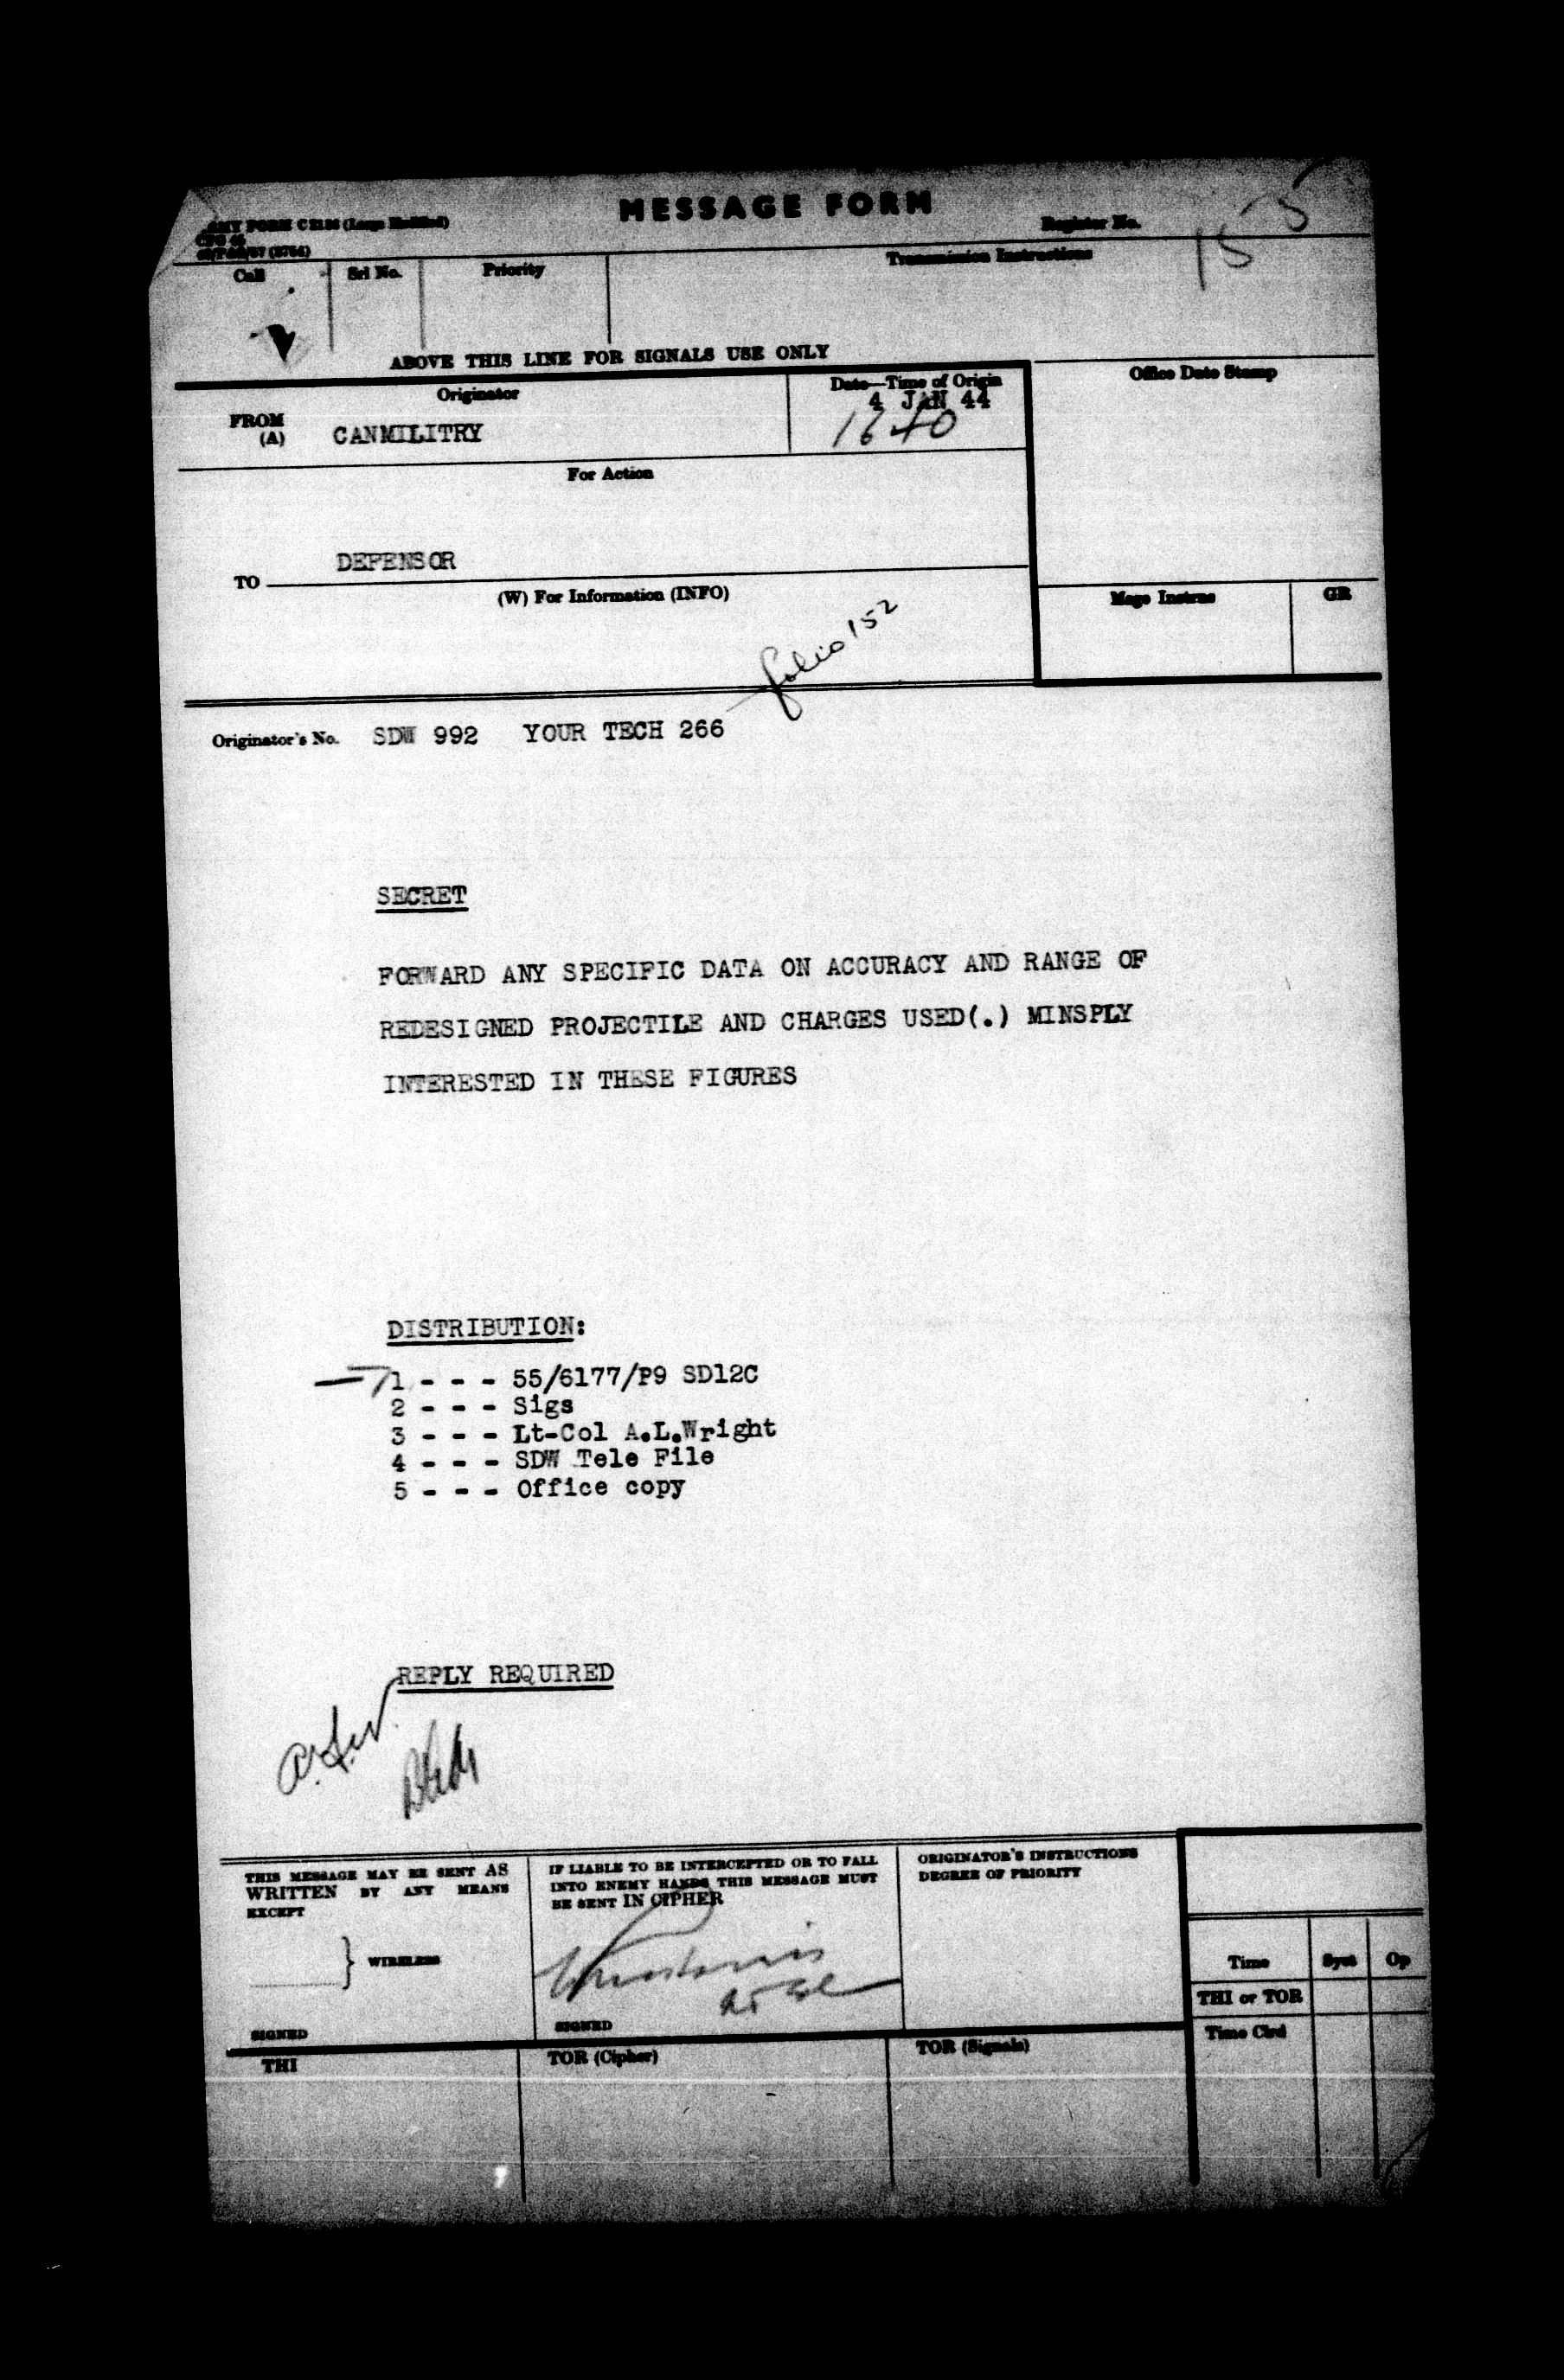 MESSAGE FORM
ARMY FORM C2136 (Large Modified)
Register No.
155
Call
Srl No.
Priority
Transmission Instructions
ABOVE THIS LINE FOR SIGNALS USE ONLY
Originator
Date—Time of Origin
Office Date Stamp
4 JAN 44
FROM
(A)
CANMILITRY
1640
For Action
DEFENSOR
TO
(W) For Information (INFO)
Mage Instrns
GR
folio 152
Originator's No. SDW 992 YOUR TECH 266
SECRET
FORWARD ANY SPECIFIC DATA ON ACCURACY AND RANGE OF
REDESIGNED PROJECTILE AND CHARGES USED(.) MINSPLY
INTERESTED IN THESE FIGURES
DISTRIBUTION:
1 - - - 55/6177/P9 SD12C
2 - - - Sigs
3 - - - Lt-Col A.L.Wright
4 - - - SDW Tele File
5 - - - Office copy
REPLY REQUIRED
A.L.W.
THIS MESSAGE MAY BE SENT AS
WRITTEN BY ANY MEANS
EXCEPT
WIRELESS
SIGNED
IF LIABLE TO BE INTERCEPTED OR TO FALL
INTO ENEMY HANDS THIS MESSAGE MUST
BE SENT IN CIPHER
SIGNED
ORIGINATOR'S INSTRUCTIONS
DEGREE OF PRIORITY
Time
Syst
Op
THI or TOR
Time Clrd
THI
TOR (Cipher)
TOR (Signals)